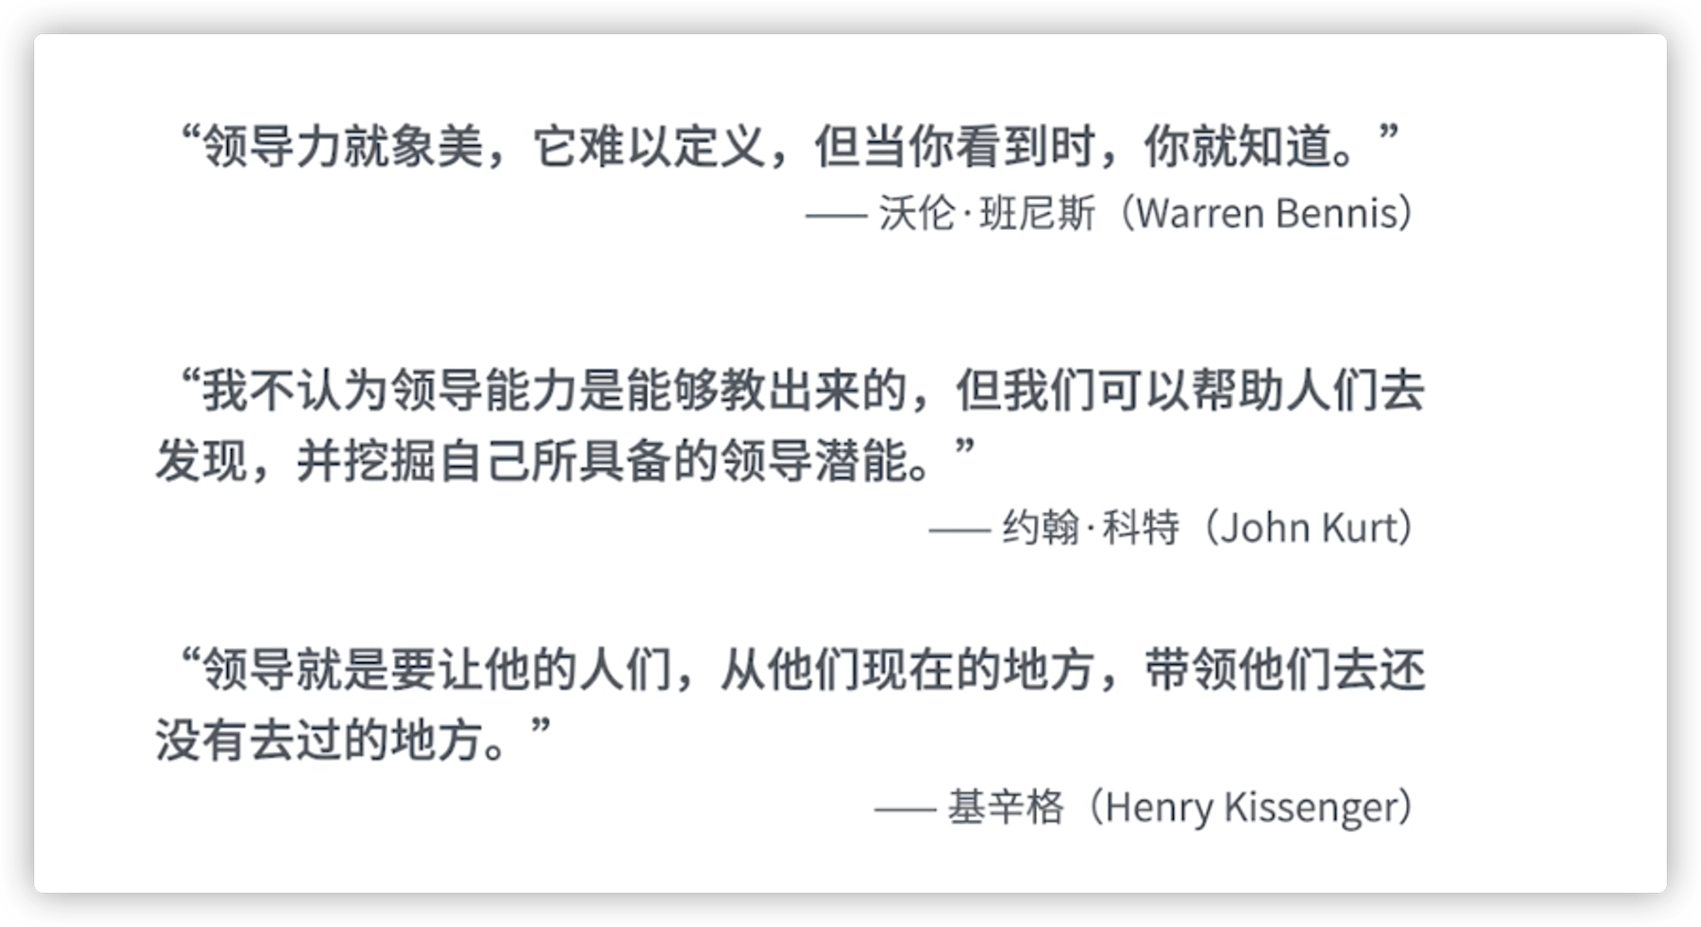 “领导力就象美，它难以定义，但当你看到时，你就知道。”
—— 沃伦·班尼斯（Warren Bennis）
“我不认为领导能力是能够教出来的，但我们可以帮助人们去
发现，并挖掘自己所具备的领导潜能。”
—— 约翰·科特（John Kurt）
“领导就是要让他的人们，从他们现在的地方，带领他们去还
没有去过的地方。”
—— 基辛格（Henry Kissenger）